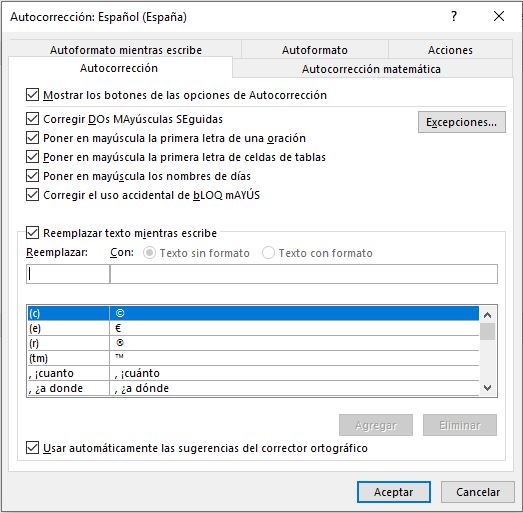 Autocorrección: Español (España)
? ×
Autoformato mientras escribe Autoformato Acciones
Autocorrección Autocorrección matemática
Mostrar los botones de las opciones de Autocorrección
Corregir DOs MAyúsculas SEguidas
Excepciones...
Poner en mayúscula la primera letra de una oración
Poner en mayúscula la primera letra de celdas de tablas
Poner en mayúscula los nombres de días
Corregir el uso accidental de bLOQ mAYÚS
Reemplazar texto mientras escribe
Reemplazar: Con: Texto sin formato Texto con formato
(c) ©
(e) €
(r) ®
(tm) ™
, ¡cuanto , ¡cuánto
, ¿a donde , ¿a dónde
Agregar Eliminar
Usar automáticamente las sugerencias del corrector ortográfico
Aceptar Cancelar